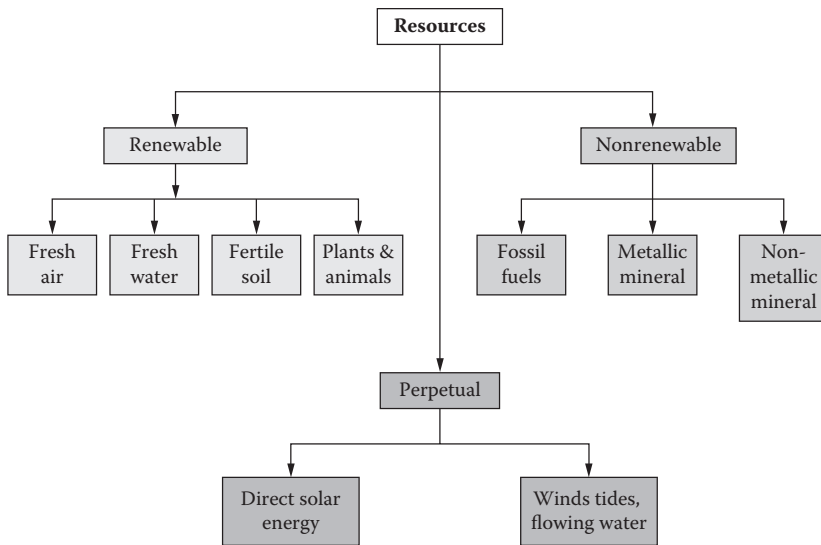 Resources
Renewable
Nonrenewable
Fresh
air
Fresh
water
Fertile
soil
Plants &
animals
Fossil
fuels
Metallic
mineral
Non-
metallic
mineral
Perpetual
Direct solar
energy
Winds tides,
flowing water